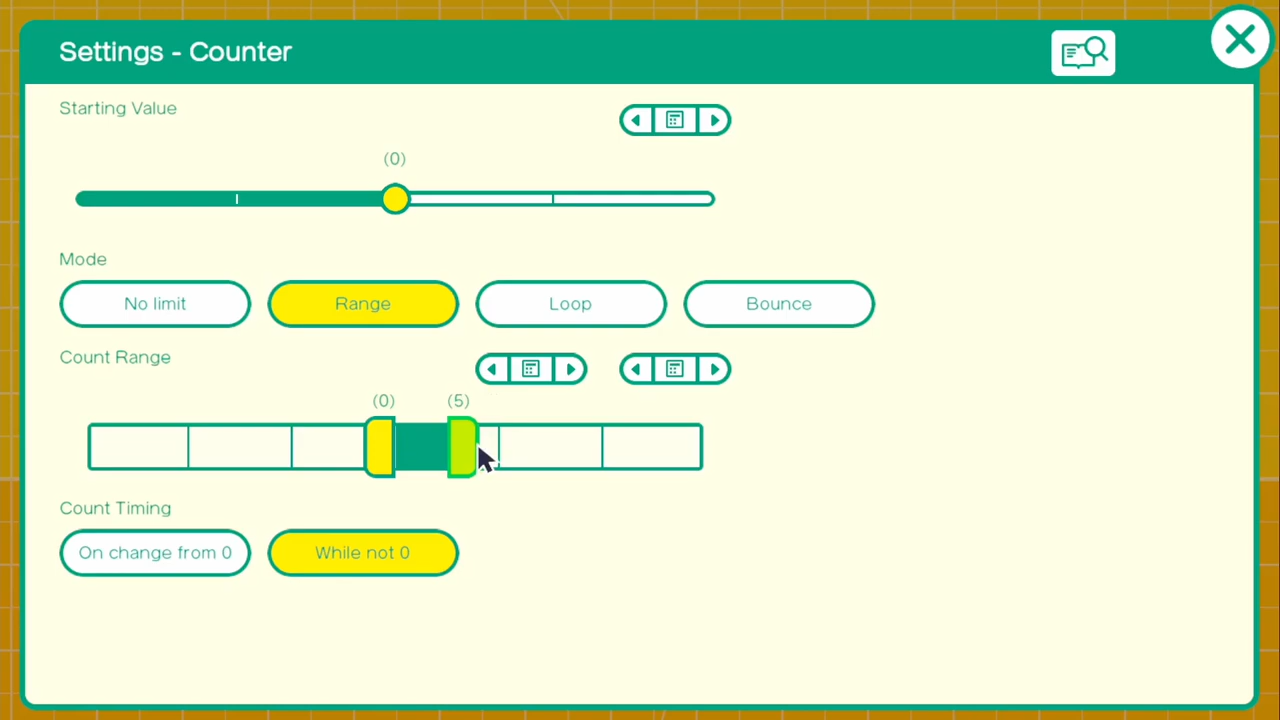 Settings - Counter
Starting Value
(0)
Mode
No limit Range Loop Bounce
Count Range
(0) (5)
Count Timing
On change from 0 While not 0